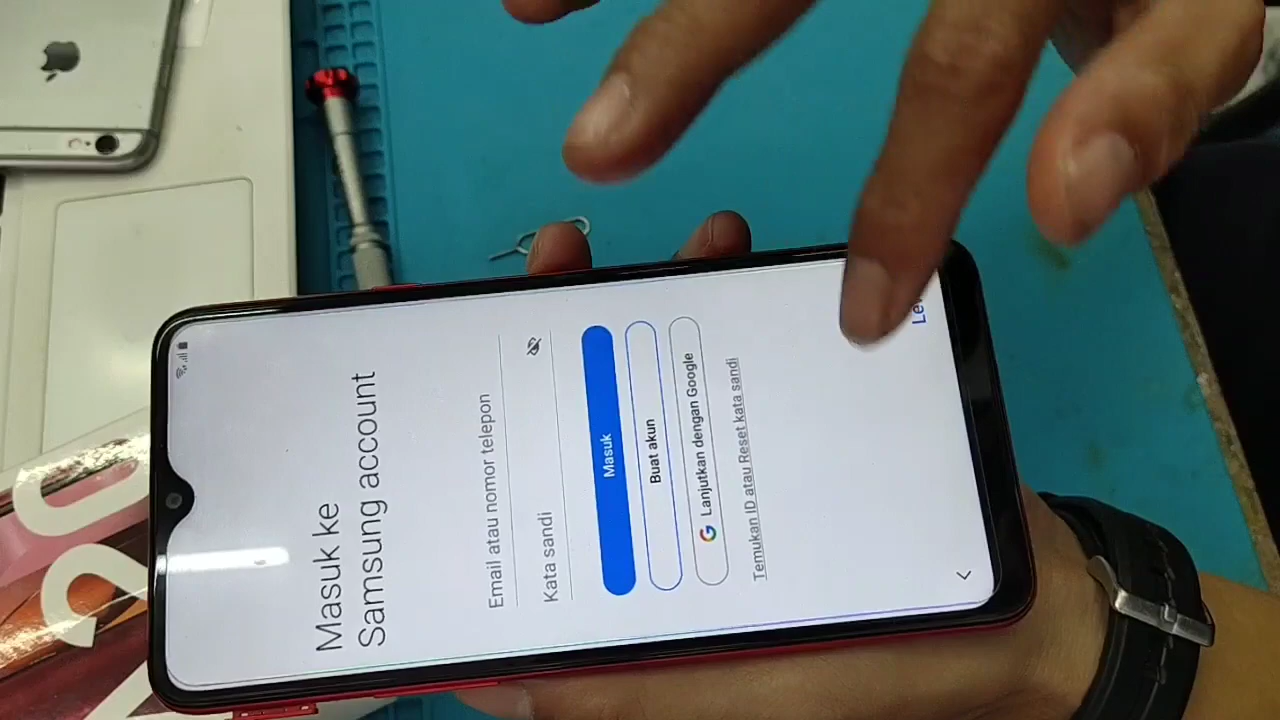 Masuk ke
Samsung account
Email atau nomor telepon
Kata sandi
Masuk
Buat akun
Lanjutkan dengan Google
Temukan ID atau Reset kata sandi